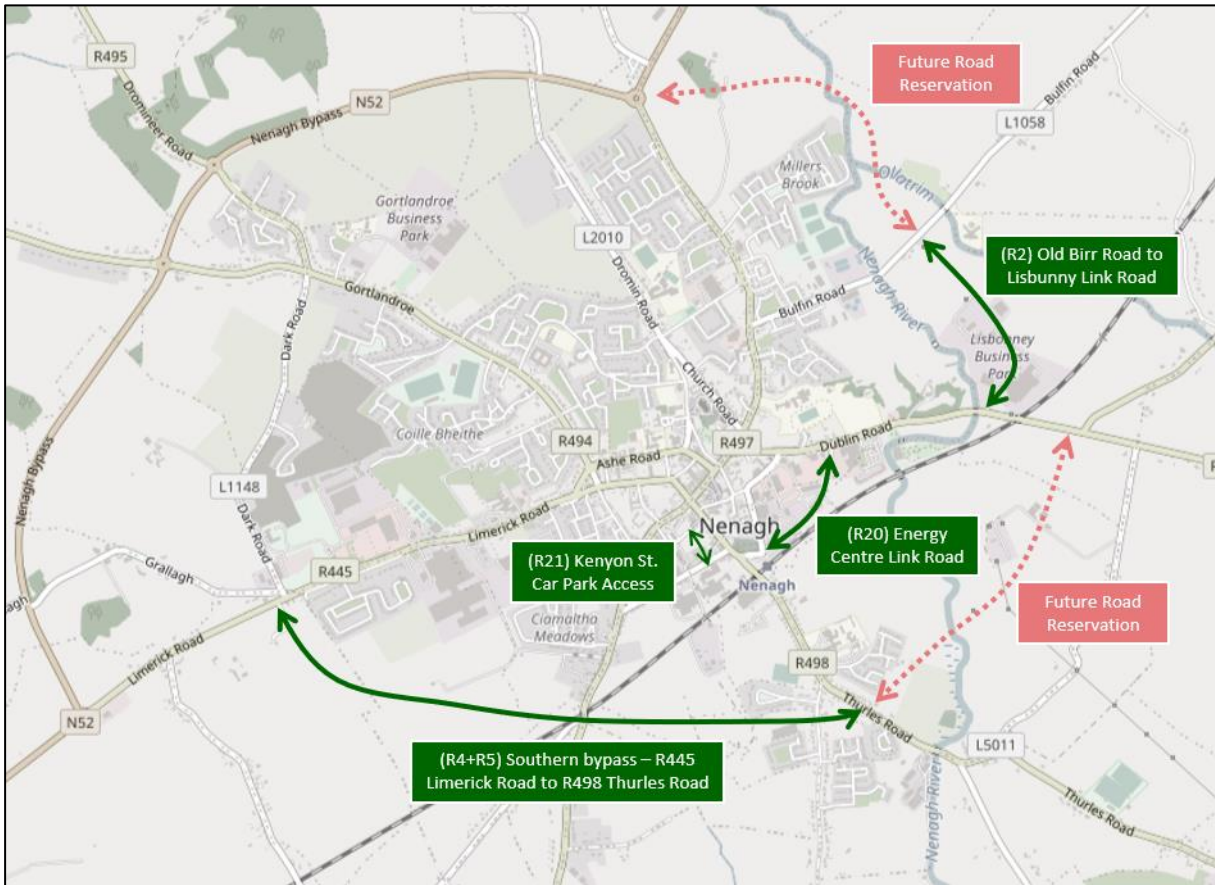 R495
Dromineer Road
N52
Nenagh Bypass
Future Road
Reservation
Bulfin Road
L1058
Millers
Brook
Ollatrim
Gortlandroe
Business
Park
L2010
Dromin Road
(R2) Old Birr Road to
Lisbunny Link Road
Nenagh River
Bulfin Road
Gortlandroe
Dark Road
Lisbunney
Business
Park
Church Road
Coille Bheithe
R494
R497
Dublin Road
Ashe Road
Nenagh Bypass
L1148
Limerick Road
Nenagh
(R20) Energy
Centre Link Road
Dark Road
(R21) Kenyon St.
Car Park Access
Grallagh
R445
Nenagh
Ciamaltha
Meadows
Future Road
Reservation
Limerick Road
R498
N52
Thurles Road
L5011
(R4+R5) Southern bypass – R445
Limerick Road to R498 Thurles Road
Nenagh River
Thurles Road